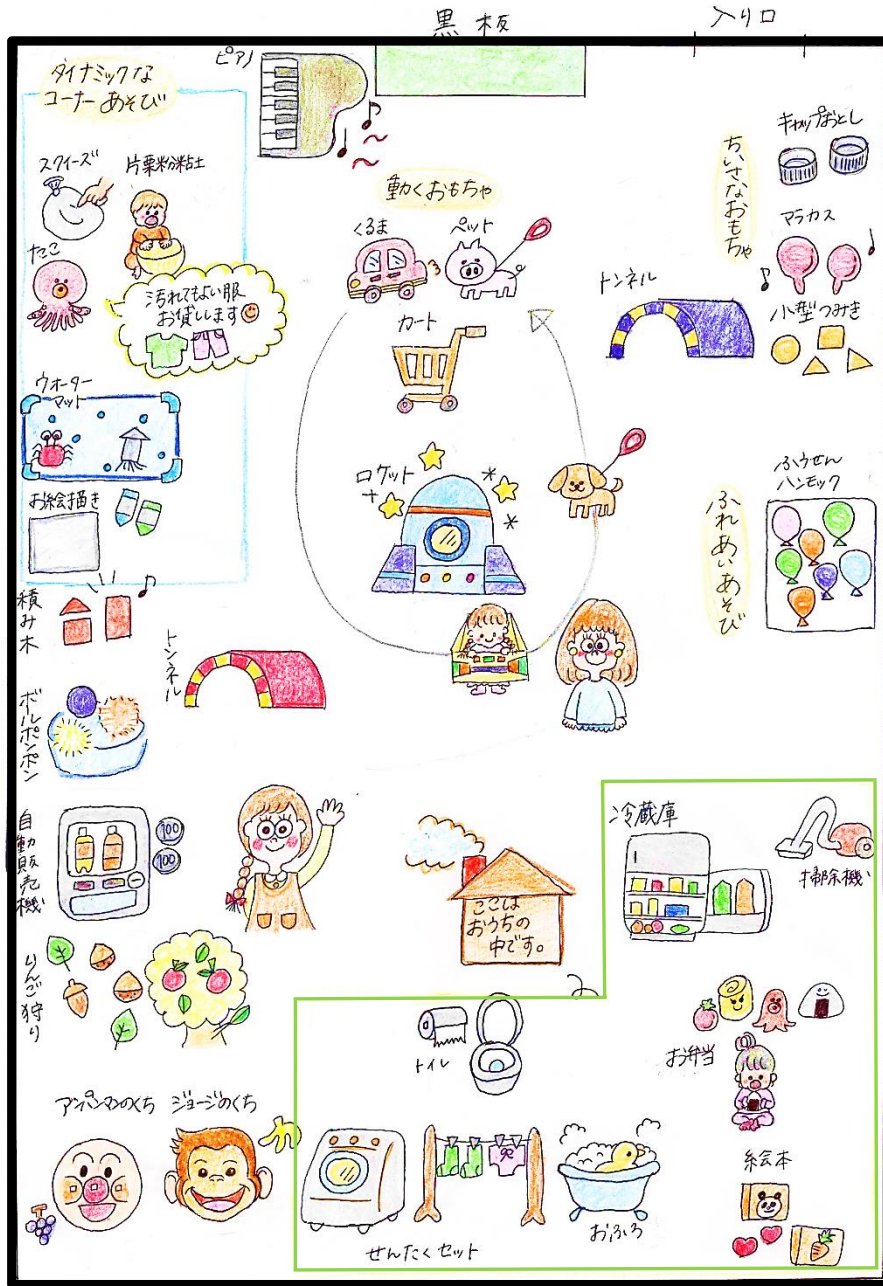 黒板
入り口
ピアノ
ダイナミックな
コーナーあそび
スクイーズ
片栗粉粘土
たこ
汚れてもよい服
お貸しします
ウオーター
マット
お絵描き
動くおもちゃ
くるま
ペット
カート
ロケット
トンネル
ちいさなおもちゃ
キャップおとし
マラカス
小型つみき
ふれあいあそび
ふうせん
ハンモック
積み木
トンネル
ボールポンポン
自動販売機
100
100
りんご狩り
アンパンマンのくち
ジョージのくち
ここは
おうちの
中です。
冷蔵庫
掃除機
トイレ
お弁当
せんたくセット
おふろ
絵本